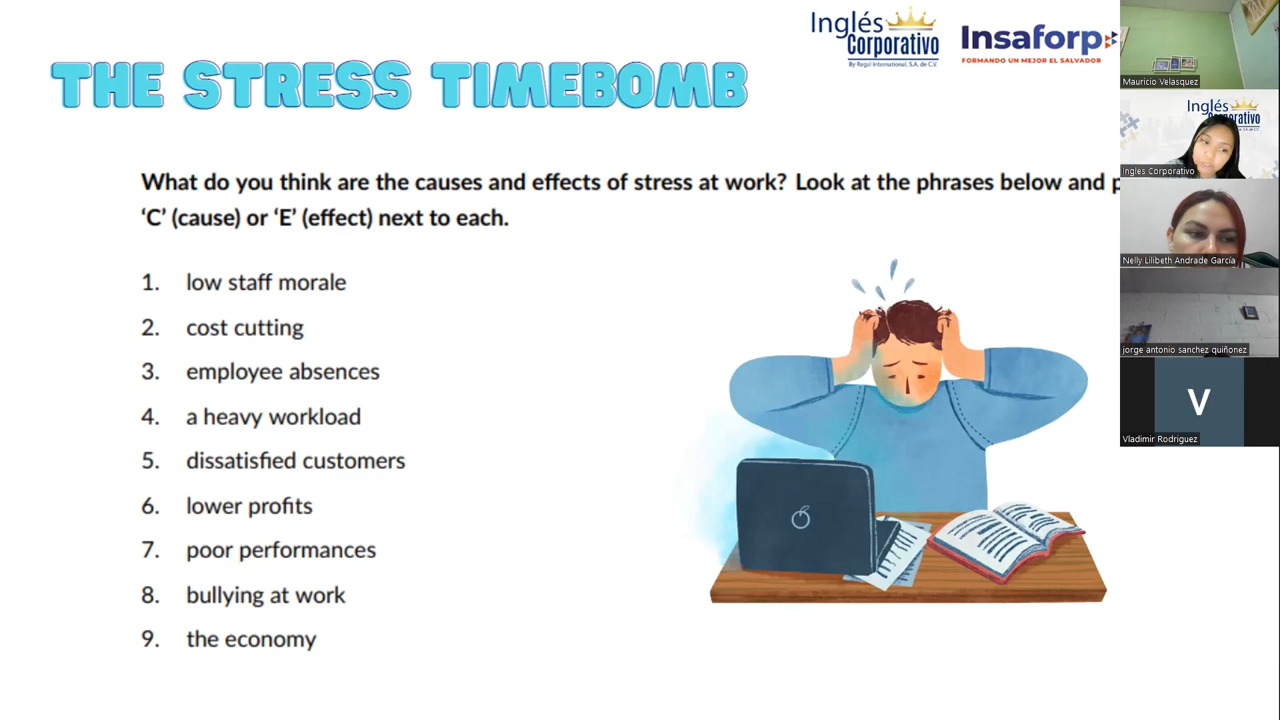 Inglés
Corporativo
By Regal International, S.A. de C.V.
Insaforp
FORMANDO UN MEJOR EL SALVADOR
THE STRESS TIMEBOMB
What do you think are the causes and effects of stress at work? Look at the phrases below and
'C' (cause) or 'E' (effect) next to each.
1. low staff morale
2. cost cutting
3. employee absences
4. a heavy workload
5. dissatisfied customers
6. lower profits
7. poor performances
8. bullying at work
9. the economy
Mauricio Velasquez
Inglés
Corporativo
Ingles Corporativo
Nelly Lilibeth Andrade García
jorge antonio sanchez quiñonez
V
Vladimir Rodriguez